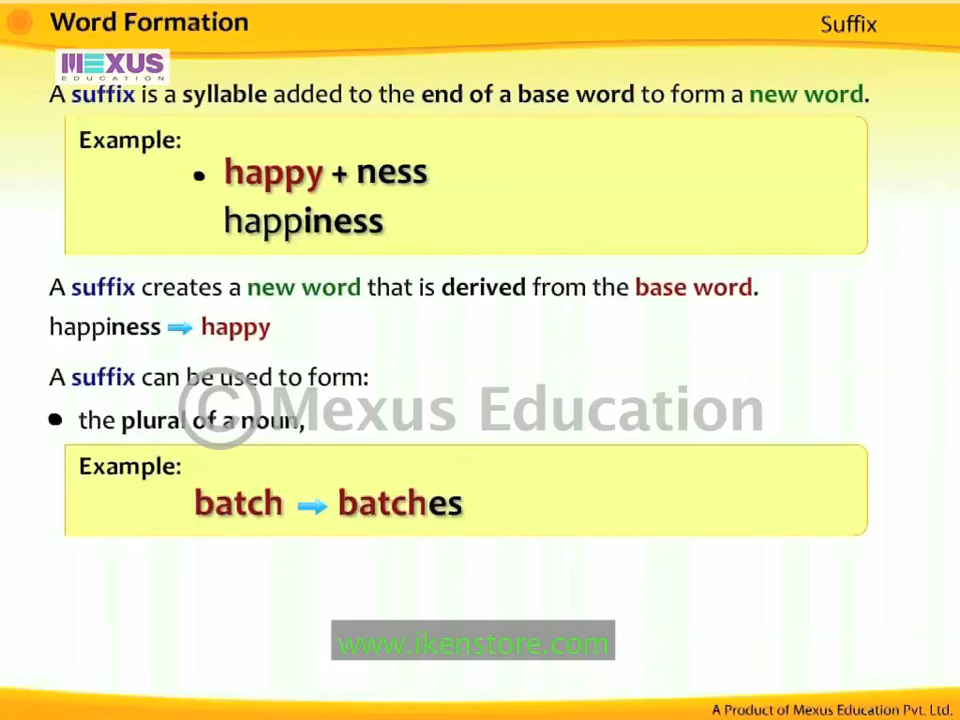 Word Formation
Suffix
MEXUS
EDUCATION
A suffix is a syllable added to the end of a base word to form a new word.
Example:
• happy + ness
happiness
A suffix creates a new word that is derived from the base word.
happiness ➡ happy
A suffix can be used to form:
• the plural of a noun,
© Mexus Education
Example:
batch ➡ batches
www.ikenstore.com
A Product of Mexus Education Pvt. Ltd.